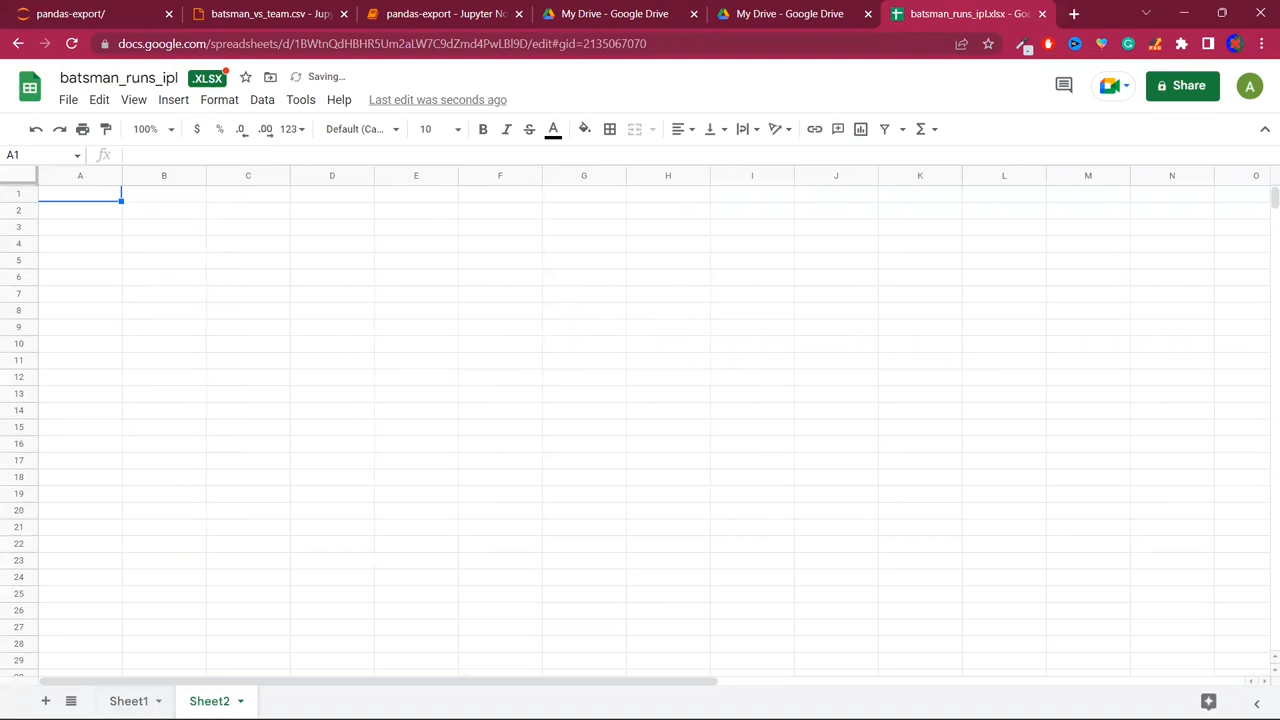 pandas-export/
batsman_vs_team.csv - Jupy
pandas-export - Jupyter No
My Drive - Google Drive
My Drive - Google Drive
batsman_runs_ipl.xlsx - Goo
docs.google.com/spreadsheets/d/1BWtnQdHBHR5Um2aLW7C9dZmd4PwLBl9D/edit#gid=2135067070
batsman_runs_ipl .XLSX Saving...
Share
A
File Edit View Insert Format Data Tools Help Last edit was seconds ago
100% $ % .0 .00 123 Default (Ca... 10 B I S A
A1 fx
A B C D E F G H I J K L M N O
1
2
3
4
5
6
7
8
9
10
11
12
13
14
15
16
17
18
19
20
21
22
23
24
25
26
27
28
29
Sheet1 Sheet2